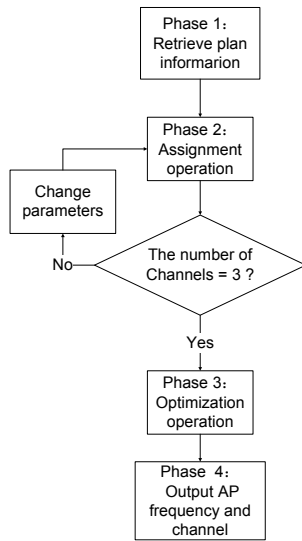 Phase 1：
Retrieve plan
informarion
Phase 2：
Assignment
operation
Change
parameters
The number of
Channels = 3 ?
No
Yes
Phase 3：
Optimization
operation
Phase 4：
Output AP
frequency and
channel